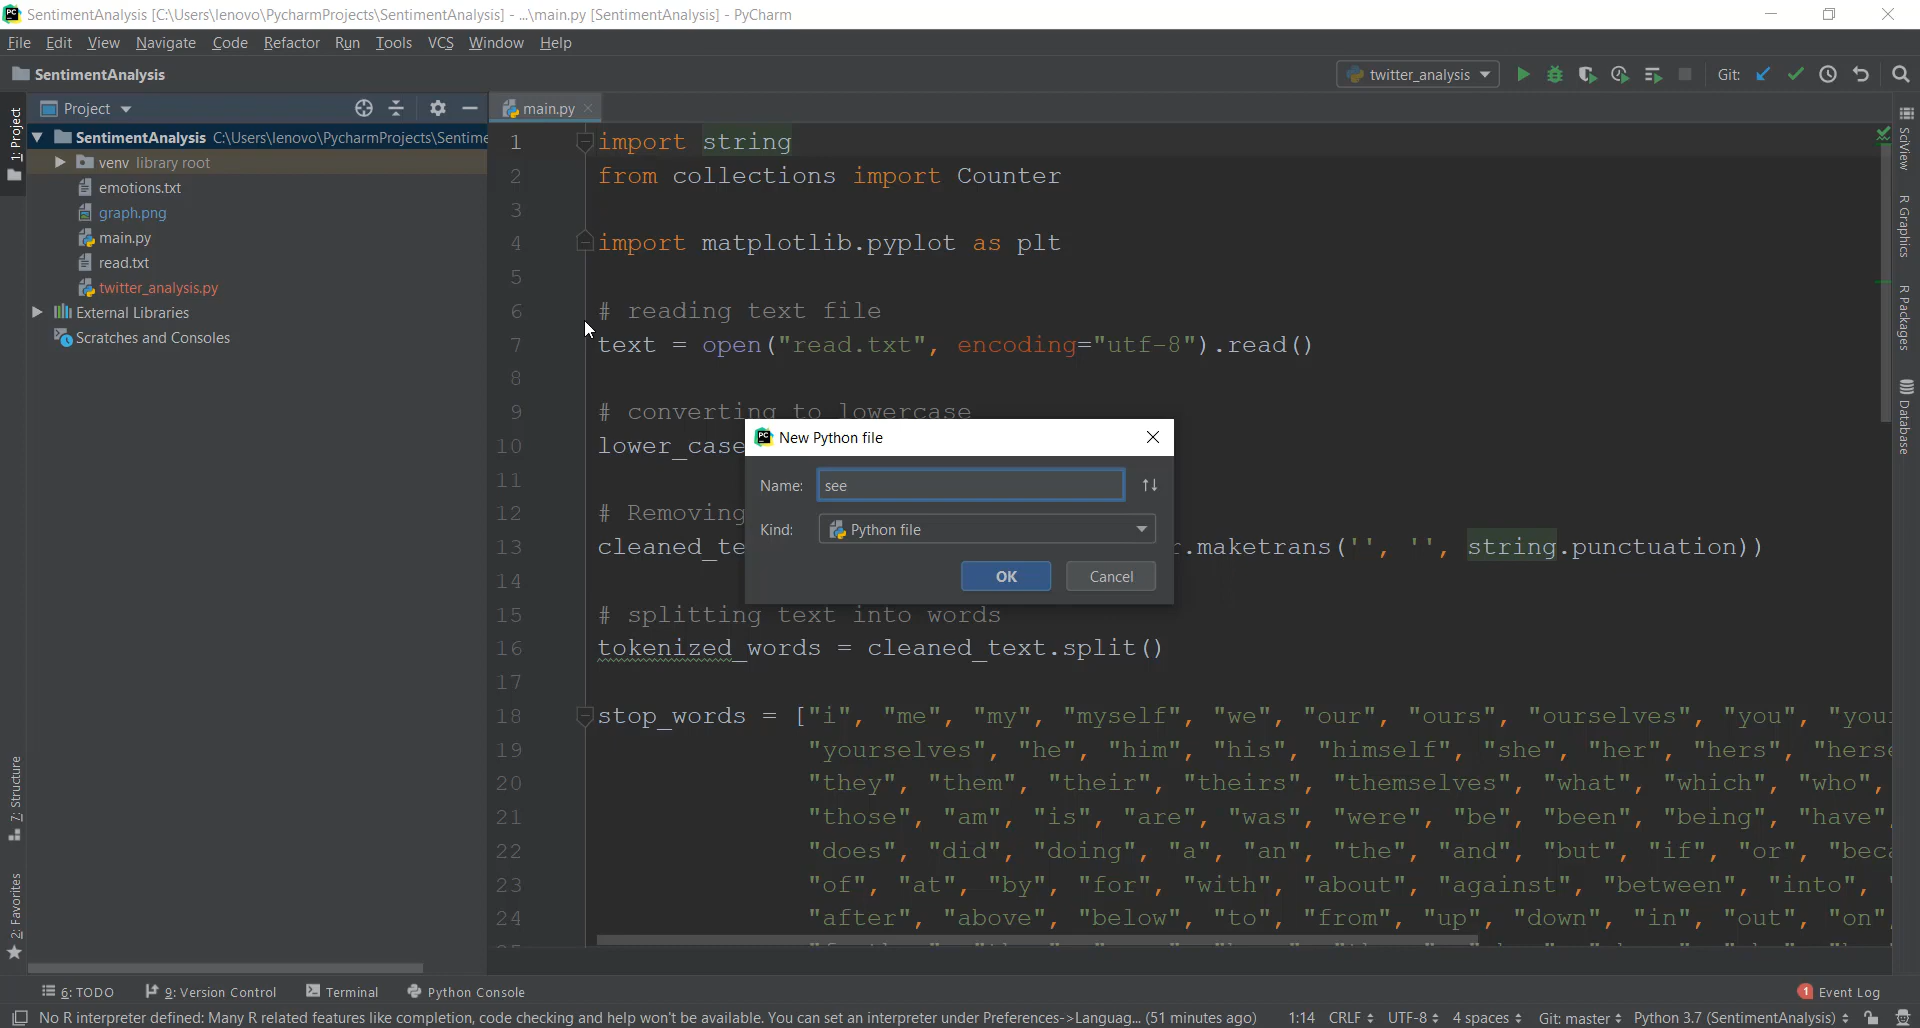 SentimentAnalysis [C:\Users\lenovo\PycharmProjects\SentimentAnalysis] - ...\main.py [SentimentAnalysis] - PyCharm
File Edit View Navigate Code Refactor Run Tools VCS Window Help
SentimentAnalysis
twitter_analysis
Git:
1: Project
7: Structure
2: Favorites
Project
SentimentAnalysis C:\Users\lenovo\PycharmProjects\Sentime
venv library root
emotions.txt
graph.png
main.py
read.txt
twitter_analysis.py
External Libraries
Scratches and Consoles
main.py
1 import string
2 from collections import Counter
3
4 import matplotlib.pyplot as plt
5
6 # reading text file
7 text = open("read.txt", encoding="utf-8").read()
8
9 # converting to lowercase
10 lower_case
11
12 # Removing
13 cleaned_te r.maketrans('', '', string.punctuation))
14
15 # splitting text into words
16 tokenized_words = cleaned_text.split()
17
18 stop_words = ["i", "me", "my", "myself", "we", "our", "ours", "ourselves", "you", "your
19 "yourselves", "he", "him", "his", "himself", "she", "her", "hers", "herse
20 "they", "them", "their", "theirs", "themselves", "what", "which", "who",
21 "those", "am", "is", "are", "was", "were", "be", "been", "being", "have",
22 "does", "did", "doing", "a", "an", "the", "and", "but", "if", "or", "beca
23 "of", "at", "by", "for", "with", "about", "against", "between", "into", "
24 "after", "above", "below", "to", "from", "up", "down", "in", "out", "on",
New Python file
Name: see
Kind: Python file
OK Cancel
SciView
R Graphics
R Packages
Database
6: TODO 9: Version Control Terminal Python Console
1 Event Log
No R interpreter defined: Many R related features like completion, code checking and help won't be available. You can set an interpreter under Preferences->Languag... (51 minutes ago) 1:14 CRLF UTF-8 4 spaces Git: master Python 3.7 (SentimentAnalysis)